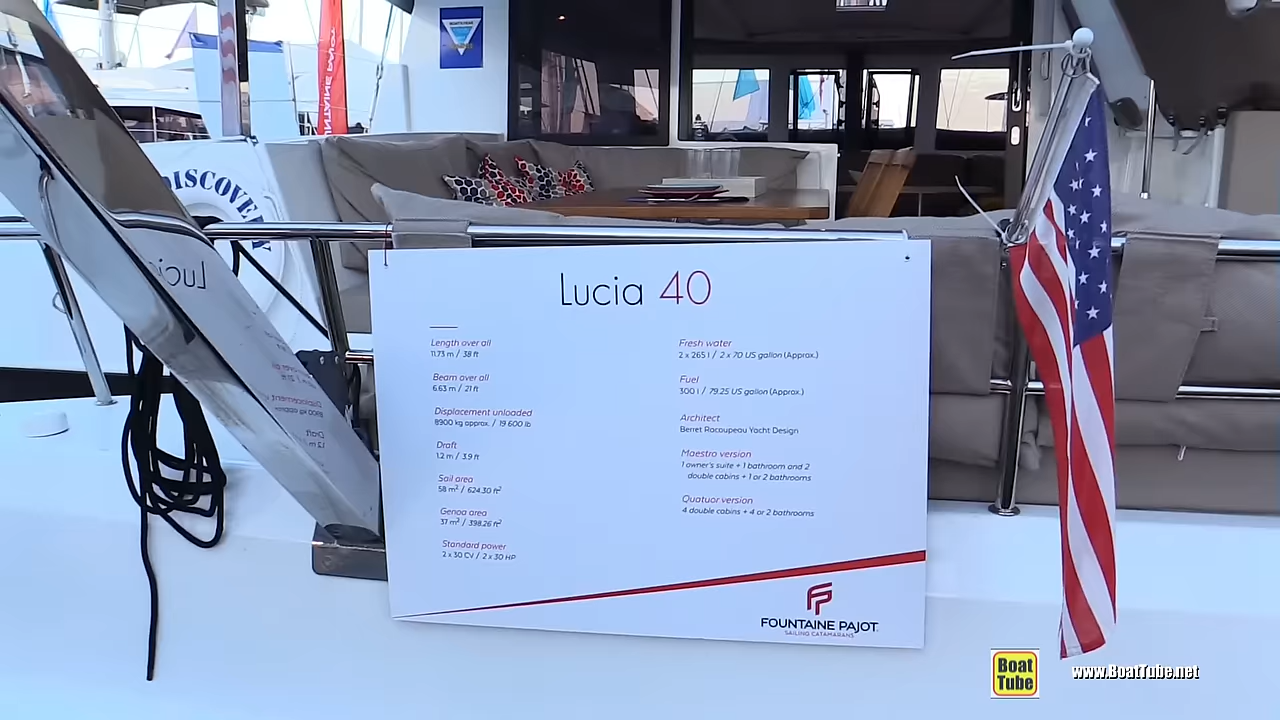 FOUNTAINE PAJOT
DISCOVER
Lucia
Lucia 40
Length over all
11.73 m / 38 ft
Beam over all
6.63 m / 21 ft
Displacement unloaded
8900 kg approx. / 19 600 lb
Draft
1.2 m / 3.9 ft
Sail area
58 m² / 624.30 ft²
Genoa area
37 m² / 398.26 ft²
Standard power
2 x 30 CV / 2 x 30 HP
Fresh water
2 x 265 l / 2 x 70 US gallon (Approx.)
Fuel
300 l / 79.25 US gallon (Approx.)
Architect
Berret Racoupeau Yacht Design
Maestro version
1 owner's suite + 1 bathroom and 2
double cabins + 1 or 2 bathrooms
Quatuor version
4 double cabins + 4 or 2 bathrooms
FOUNTAINE PAJOT
SAILING CATAMARANS
Boat
Tube
www.BoatTube.net